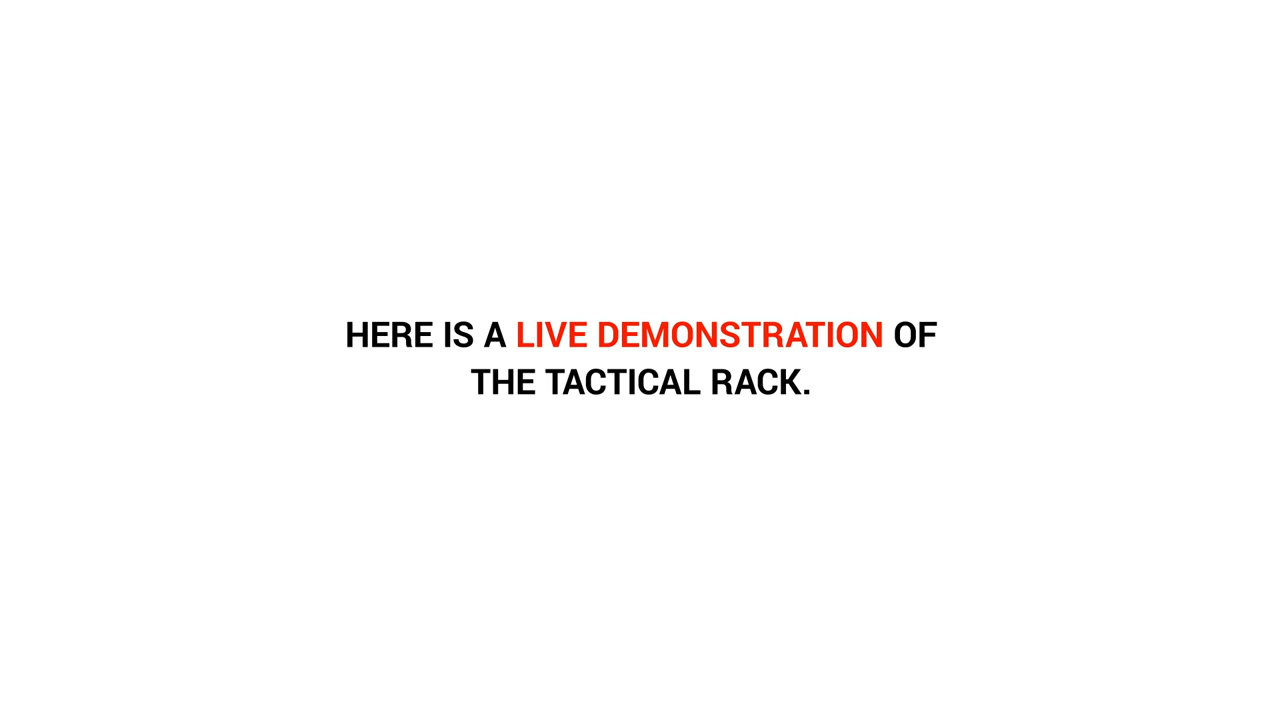 HERE IS A LIVE DEMONSTRATION OF
THE TACTICAL RACK.